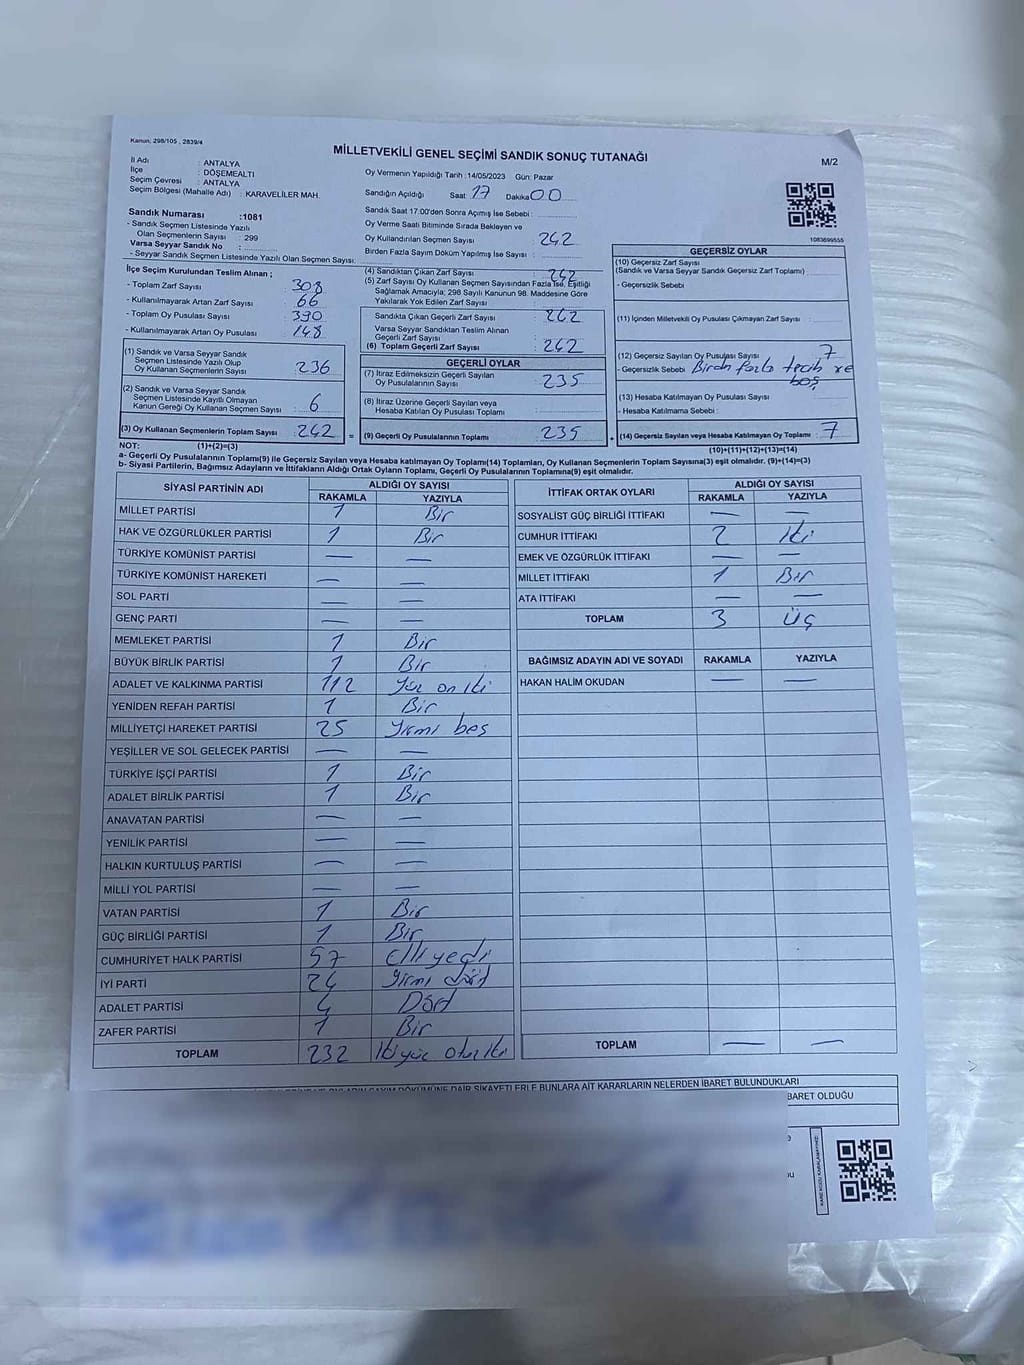 Kanun: 298/105 , 2839/4
MİLLETVEKİLİ GENEL SEÇİMİ SANDIK SONUÇ TUTANAĞI
M/2
İl Adı : ANTALYA
İlçe : DÖŞEMEALTI
Seçim Çevresi : ANTALYA
Seçim Bölgesi (Mahalle Adı) : KARAVELİLER MAH.
Oy Vermenin Yapıldığı Tarih :14/05/2023 Gün: Pazar
Sandığın Açıldığı Saat 17 Dakika 00
Sandık Saat 17:00'den Sonra Açımış İse Sebebi :
Oy Verme Saati Bitiminde Sırada Bekleyen ve
Oy Kullandırılan Seçmen Sayısı 242
Birden Fazla Sayım Döküm Yapılmış İse Sayısı :
1083699555
Sandık Numarası :1081
- Sandık Seçmen Listesinde Yazılı
Olan Seçmenlerin Sayısı : 299
Varsa Seyyar Sandık No :
- Seyyar Sandık Seçmen Listesinde Yazılı Olan Seçmen Sayısı:
İlçe Seçim Kurulundan Teslim Alınan ;
- Toplam Zarf Sayısı 308
- Kullanılmayarak Artan Zarf Sayısı 66
- Toplam Oy Pusulası Sayısı 390
- Kullanılmayarak Artan Oy Pusulası 148
(1) Sandık ve Varsa Seyyar Sandık
Seçmen Listesinde Yazılı Olup
Oy Kullanan Seçmenlerin Sayısı 236
(2) Sandık ve Varsa Seyyar Sandık
Seçmen Listesinde Kayıtlı Olmayan
Kanun Gereği Oy Kullanan Seçmen Sayısı 6
(3) Oy Kullanan Seçmenlerin Toplam Sayısı 242
(4) Sandıktan Çıkan Zarf Sayısı 242
(5) Zarf Sayısı Oy Kullanan Seçmen Sayısından Fazla İse, Eşitliği
Sağlamak Amacıyla; 298 Sayılı Kanunun 98. Maddesine Göre
Yakılarak Yok Edilen Zarf Sayısı
Sandıkta Çıkan Geçerli Zarf Sayısı 242
Varsa Seyyar Sandıktan Teslim Alınan
Geçerli Zarf Sayısı
(6) Toplam Geçerli Zarf Sayısı 242
GEÇERLİ OYLAR
(7) İtiraz Edilmeksizin Geçerli Sayılan
Oy Pusulalarının Sayısı 235
(8) İtiraz Üzerine Geçerli Sayılan veya
Hesaba Katılan Oy Pusulası Toplamı
= (9) Geçerli Oy Pusulalarının Toplamı 235
GEÇERSİZ OYLAR
(10) Geçersiz Zarf Sayısı
(Sandık ve Varsa Seyyar Sandık Geçersiz Zarf Toplamı)
- Geçersizlik Sebebi
(11) İçinden Milletvekili Oy Pusulası Çıkmayan Zarf Sayısı
(12) Geçersiz Sayılan Oy Pusulası Sayısı 7
- Geçersizlik Sebebi Birden fazla tercih ve
boş
(13) Hesaba Katılmayan Oy Pusulası Sayısı
- Hesaba Katılmama Sebebi :
+ (14) Geçersiz Sayılan veya Hesaba Katılmayan Oy Toplamı 7
NOT: (1)+(2)=(3)
(10)+(11)+(12)+(13)=(14)
a- Geçerli Oy Pusulalarının Toplamı(9) ile Geçersiz Sayılan veya Hesaba katılmayan Oy Toplamı(14) Toplamları, Oy Kullanan Seçmenlerin Toplam Sayısına(3) eşit olmalıdır. (9)+(14)=(3)
b- Siyasi Partilerin, Bağımsız Adayların ve İttifakların Aldığı Ortak Oyların Toplamı, Geçerli Oy Pusulalarının Toplamına(9) eşit olmalıdır.
SİYASİ PARTİNİN ADI ALDIĞI OY SAYISI
RAKAMLA YAZIYLA
MİLLET PARTİSİ 1 Bir
HAK VE ÖZGÜRLÜKLER PARTİSİ 1 Bir
TÜRKİYE KOMÜNİST PARTİSİ — —
TÜRKİYE KOMÜNİST HAREKETİ — —
SOL PARTİ — —
GENÇ PARTİ — —
MEMLEKET PARTİSİ 1 Bir
BÜYÜK BİRLİK PARTİSİ 1 Bir
ADALET VE KALKINMA PARTİSİ 112 Yüz on iki
YENİDEN REFAH PARTİSİ 1 Bir
MİLLİYETÇİ HAREKET PARTİSİ 25 Yirmi beş
YEŞİLLER VE SOL GELECEK PARTİSİ — —
TÜRKİYE İŞÇİ PARTİSİ 1 Bir
ADALET BİRLİK PARTİSİ 1 Bir
ANAVATAN PARTİSİ — —
YENİLİK PARTİSİ — —
HALKIN KURTULUŞ PARTİSİ — —
MİLLİ YOL PARTİSİ — —
VATAN PARTİSİ 1 Bir
GÜÇ BİRLİĞİ PARTİSİ 1 Bir
CUMHURİYET HALK PARTİSİ 57 Elli yedi
İYİ PARTİ 24 Yirmi dört
ADALET PARTİSİ 4 Dört
ZAFER PARTİSİ 1 Bir
TOPLAM 232 İki yüz otuz iki
İTTİFAK ORTAK OYLARI ALDIĞI OY SAYISI
RAKAMLA YAZIYLA
SOSYALİST GÜÇ BİRLİĞİ İTTİFAKI — —
CUMHUR İTTİFAKI 2 İki
EMEK VE ÖZGÜRLÜK İTTİFAKI — —
MİLLET İTTİFAKI 1 Bir
ATA İTTİFAKI — —
TOPLAM 3 Üç
BAĞIMSIZ ADAYIN ADI VE SOYADI RAKAMLA YAZIYLA
HAKAN HALİM OKUDAN — —
TOPLAM — —
DÖKÜMÜNE DAİR ŞİKAYETLERLE BUNLARA AİT KARARLARIN NELERDEN İBARET BULUNDUKLARI
BARET OLDUĞU